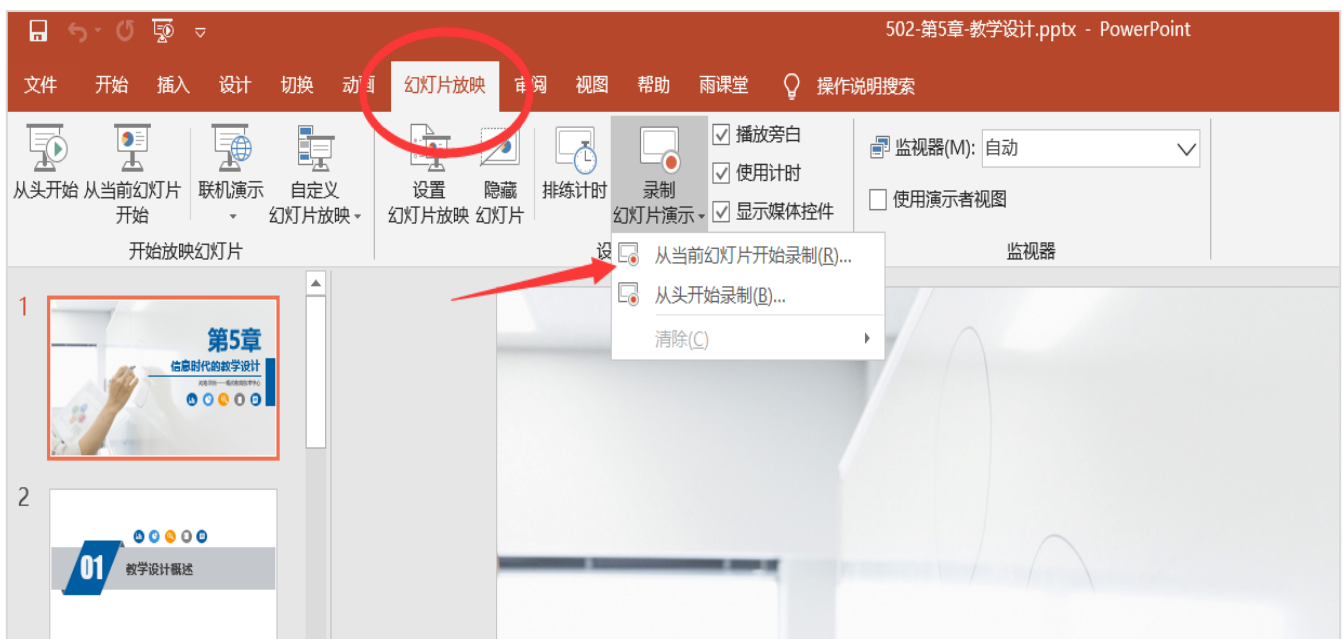 502-第5章-教学设计.pptx - PowerPoint
文件 开始 插入 设计 切换 动画 幻灯片放映 审阅 视图 帮助 雨课堂 操作说明搜索
从头开始 从当前幻灯片开始 联机演示 自定义幻灯片放映 设置幻灯片放映 隐藏幻灯片 排练计时 录制幻灯片演示
播放旁白
使用计时
显示媒体控件
监视器(M): 自动
使用演示者视图
开始放映幻灯片 设 监视器
从当前幻灯片开始录制(R)...
从头开始录制(B)...
清除(C)
1
第5章
信息时代的教学设计
2
01 教学设计概述